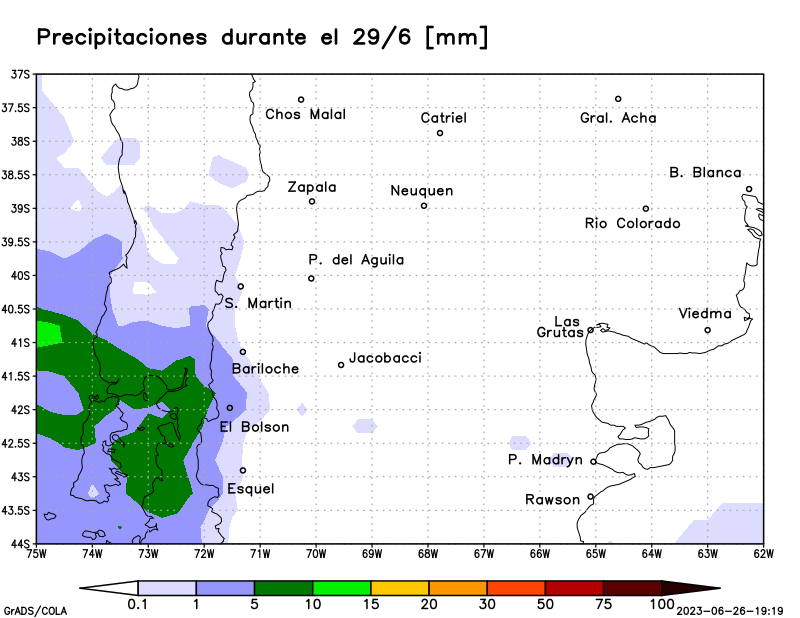 Precipitaciones durante el 29/6 [mm]
37S
37.5S
38S
38.5S
39S
39.5S
40S
40.5S
41S
41.5S
42S
42.5S
43S
43.5S
44S
Chos Malal
Catriel
Gral. Acha
B. Blanca
Zapala
Neuquen
Rio Colorado
P. del Aguila
S. Martin
Viedma
Las
Grutas
Jacobacci
Bariloche
El Bolson
P. Madryn
Esquel
Rawson
75W 74W 73W 72W 71W 70W 69W 68W 67W 66W 65W 64W 63W 62W
0.1 1 5 10 15 20 30 50 75 100
GrADS/COLA
2023-06-26-19:19